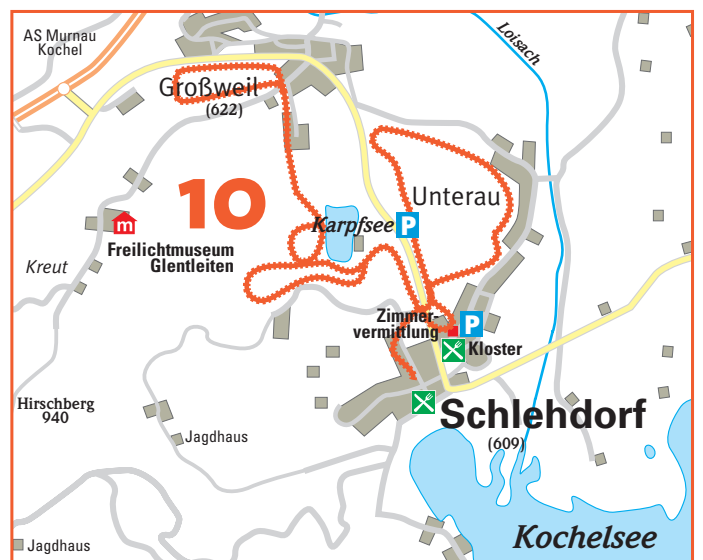 AS Murnau
Kochel
Loisach
Großweil
(622)
10
Unterau
Karpfsee
P
m
Freilichtmuseum
Glentleiten
Kreut
Zimmer-
vermittlung
P
Kloster
Hirschberg
940
Schlehdorf
(609)
Jagdhaus
Kochelsee
Jagdhaus